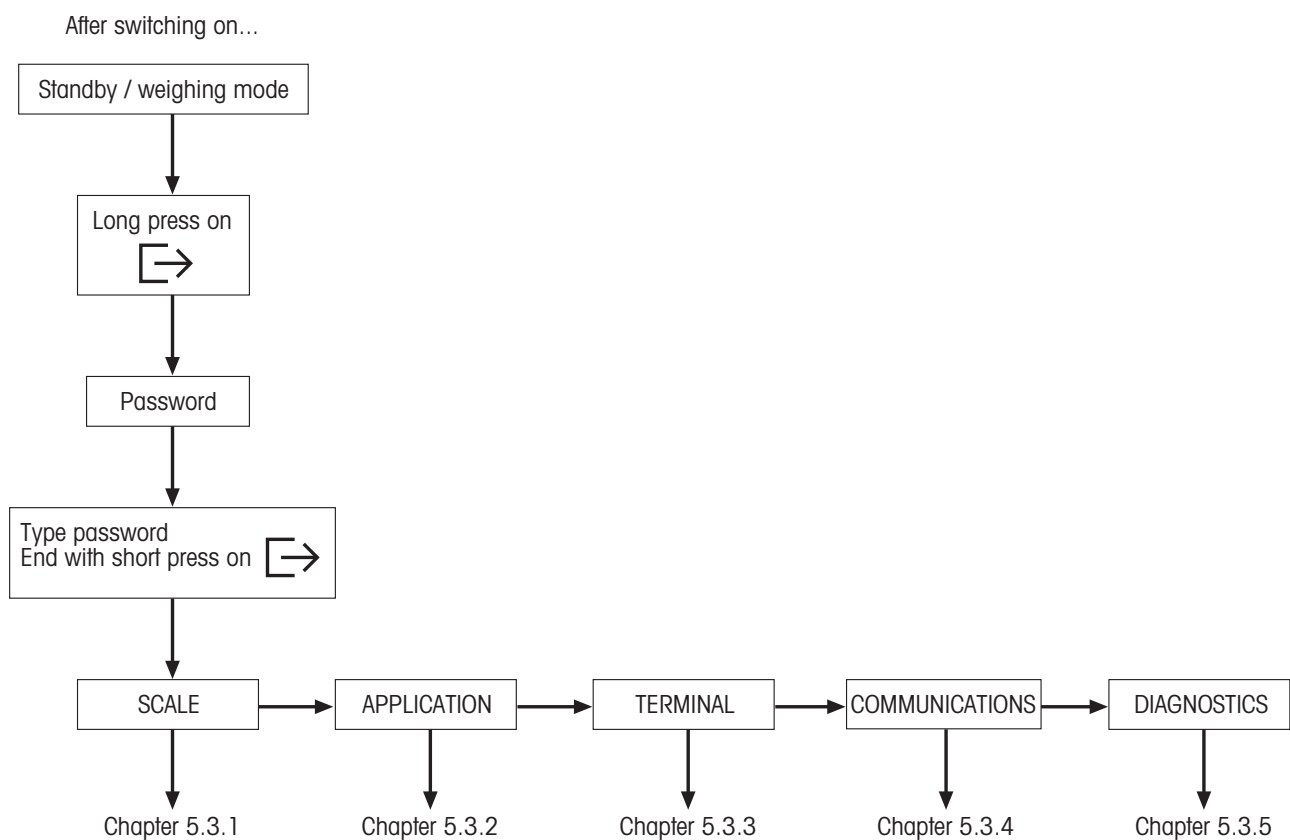 After switching on...
Standby / weighing mode
Long press on
Password
Type password
End with short press on
SCALE
APPLICATION
TERMINAL
COMMUNICATIONS
DIAGNOSTICS
Chapter 5.3.1
Chapter 5.3.2
Chapter 5.3.3
Chapter 5.3.4
Chapter 5.3.5